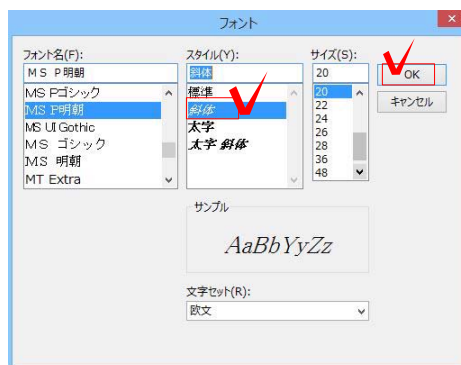 フォント
フォント名(F):
スタイル(Y):
サイズ(S):
ＭＳ Ｐ明朝
斜体
20
OK
キャンセル
MS Pゴシック
MS P明朝
MS UI Gothic
ＭＳ ゴシック
ＭＳ 明朝
MT Extra
標準
斜体
太字
太字 斜体
20
22
24
26
28
36
48
サンプル
AaBbYyZz
文字セット(R):
欧文